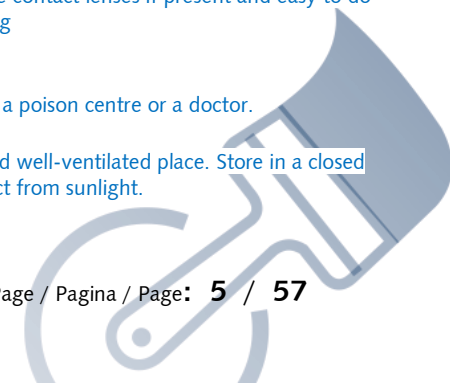 contact lenses if present and easy to do
g
a poison centre or a doctor.
d well-ventilated place. Store in a closed
ct from sunlight.
Page / Pagina / Page: 5 / 57